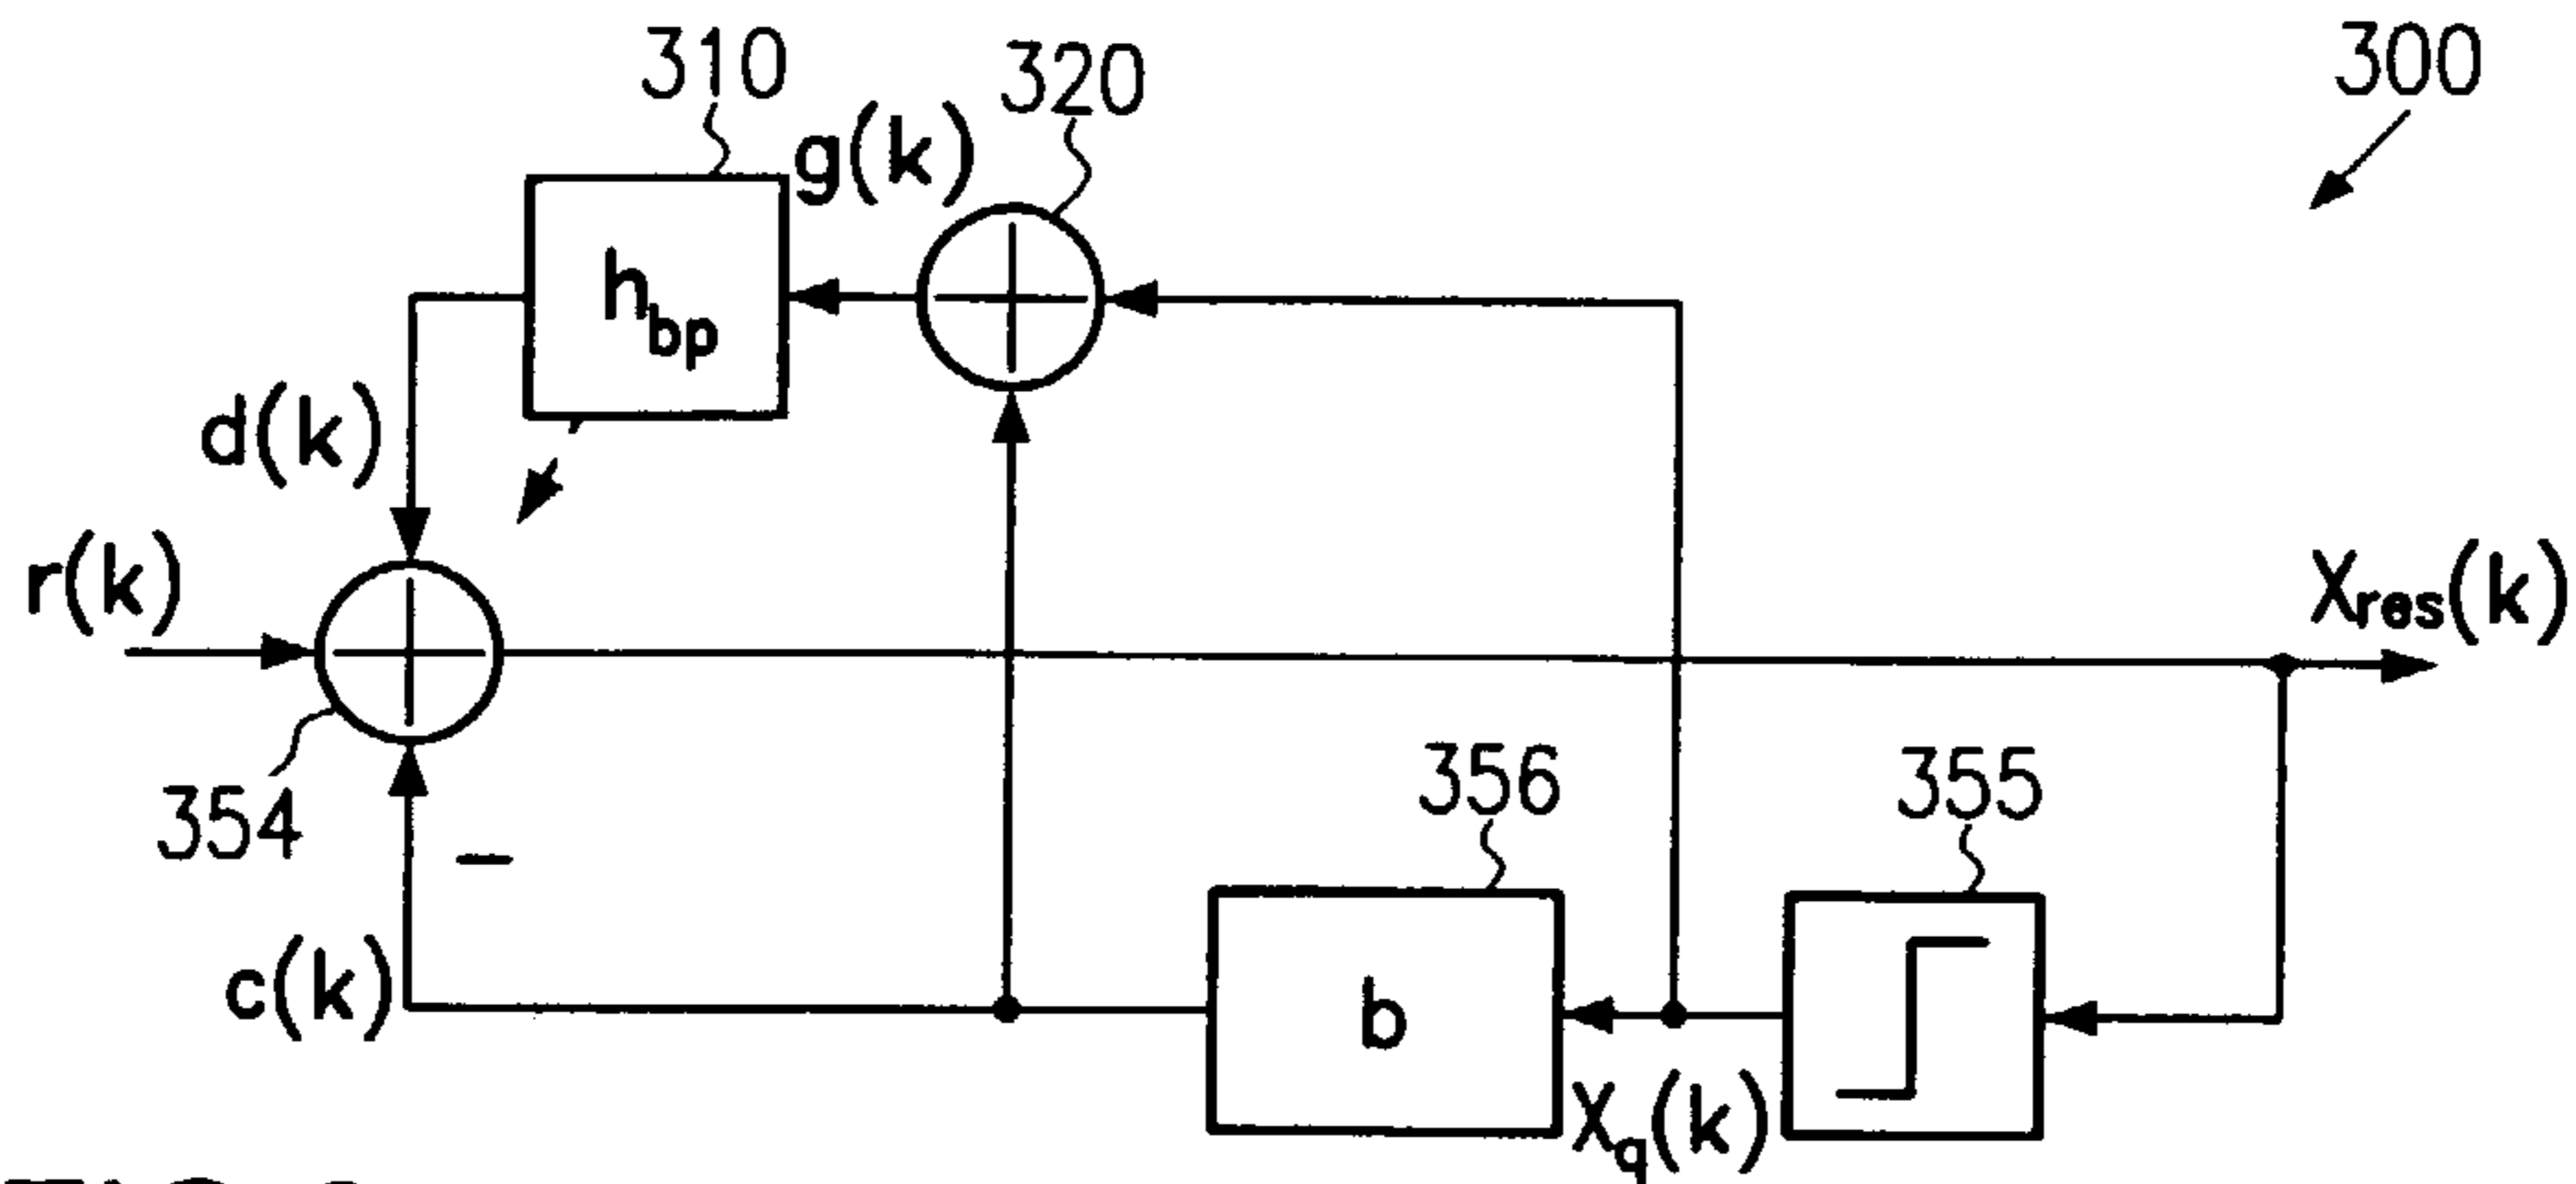 310
320
300
g(k)
h_bp
d(k)
r(k)
X_res(k)
354
356
355
–
c(k)
b
X_q(k)